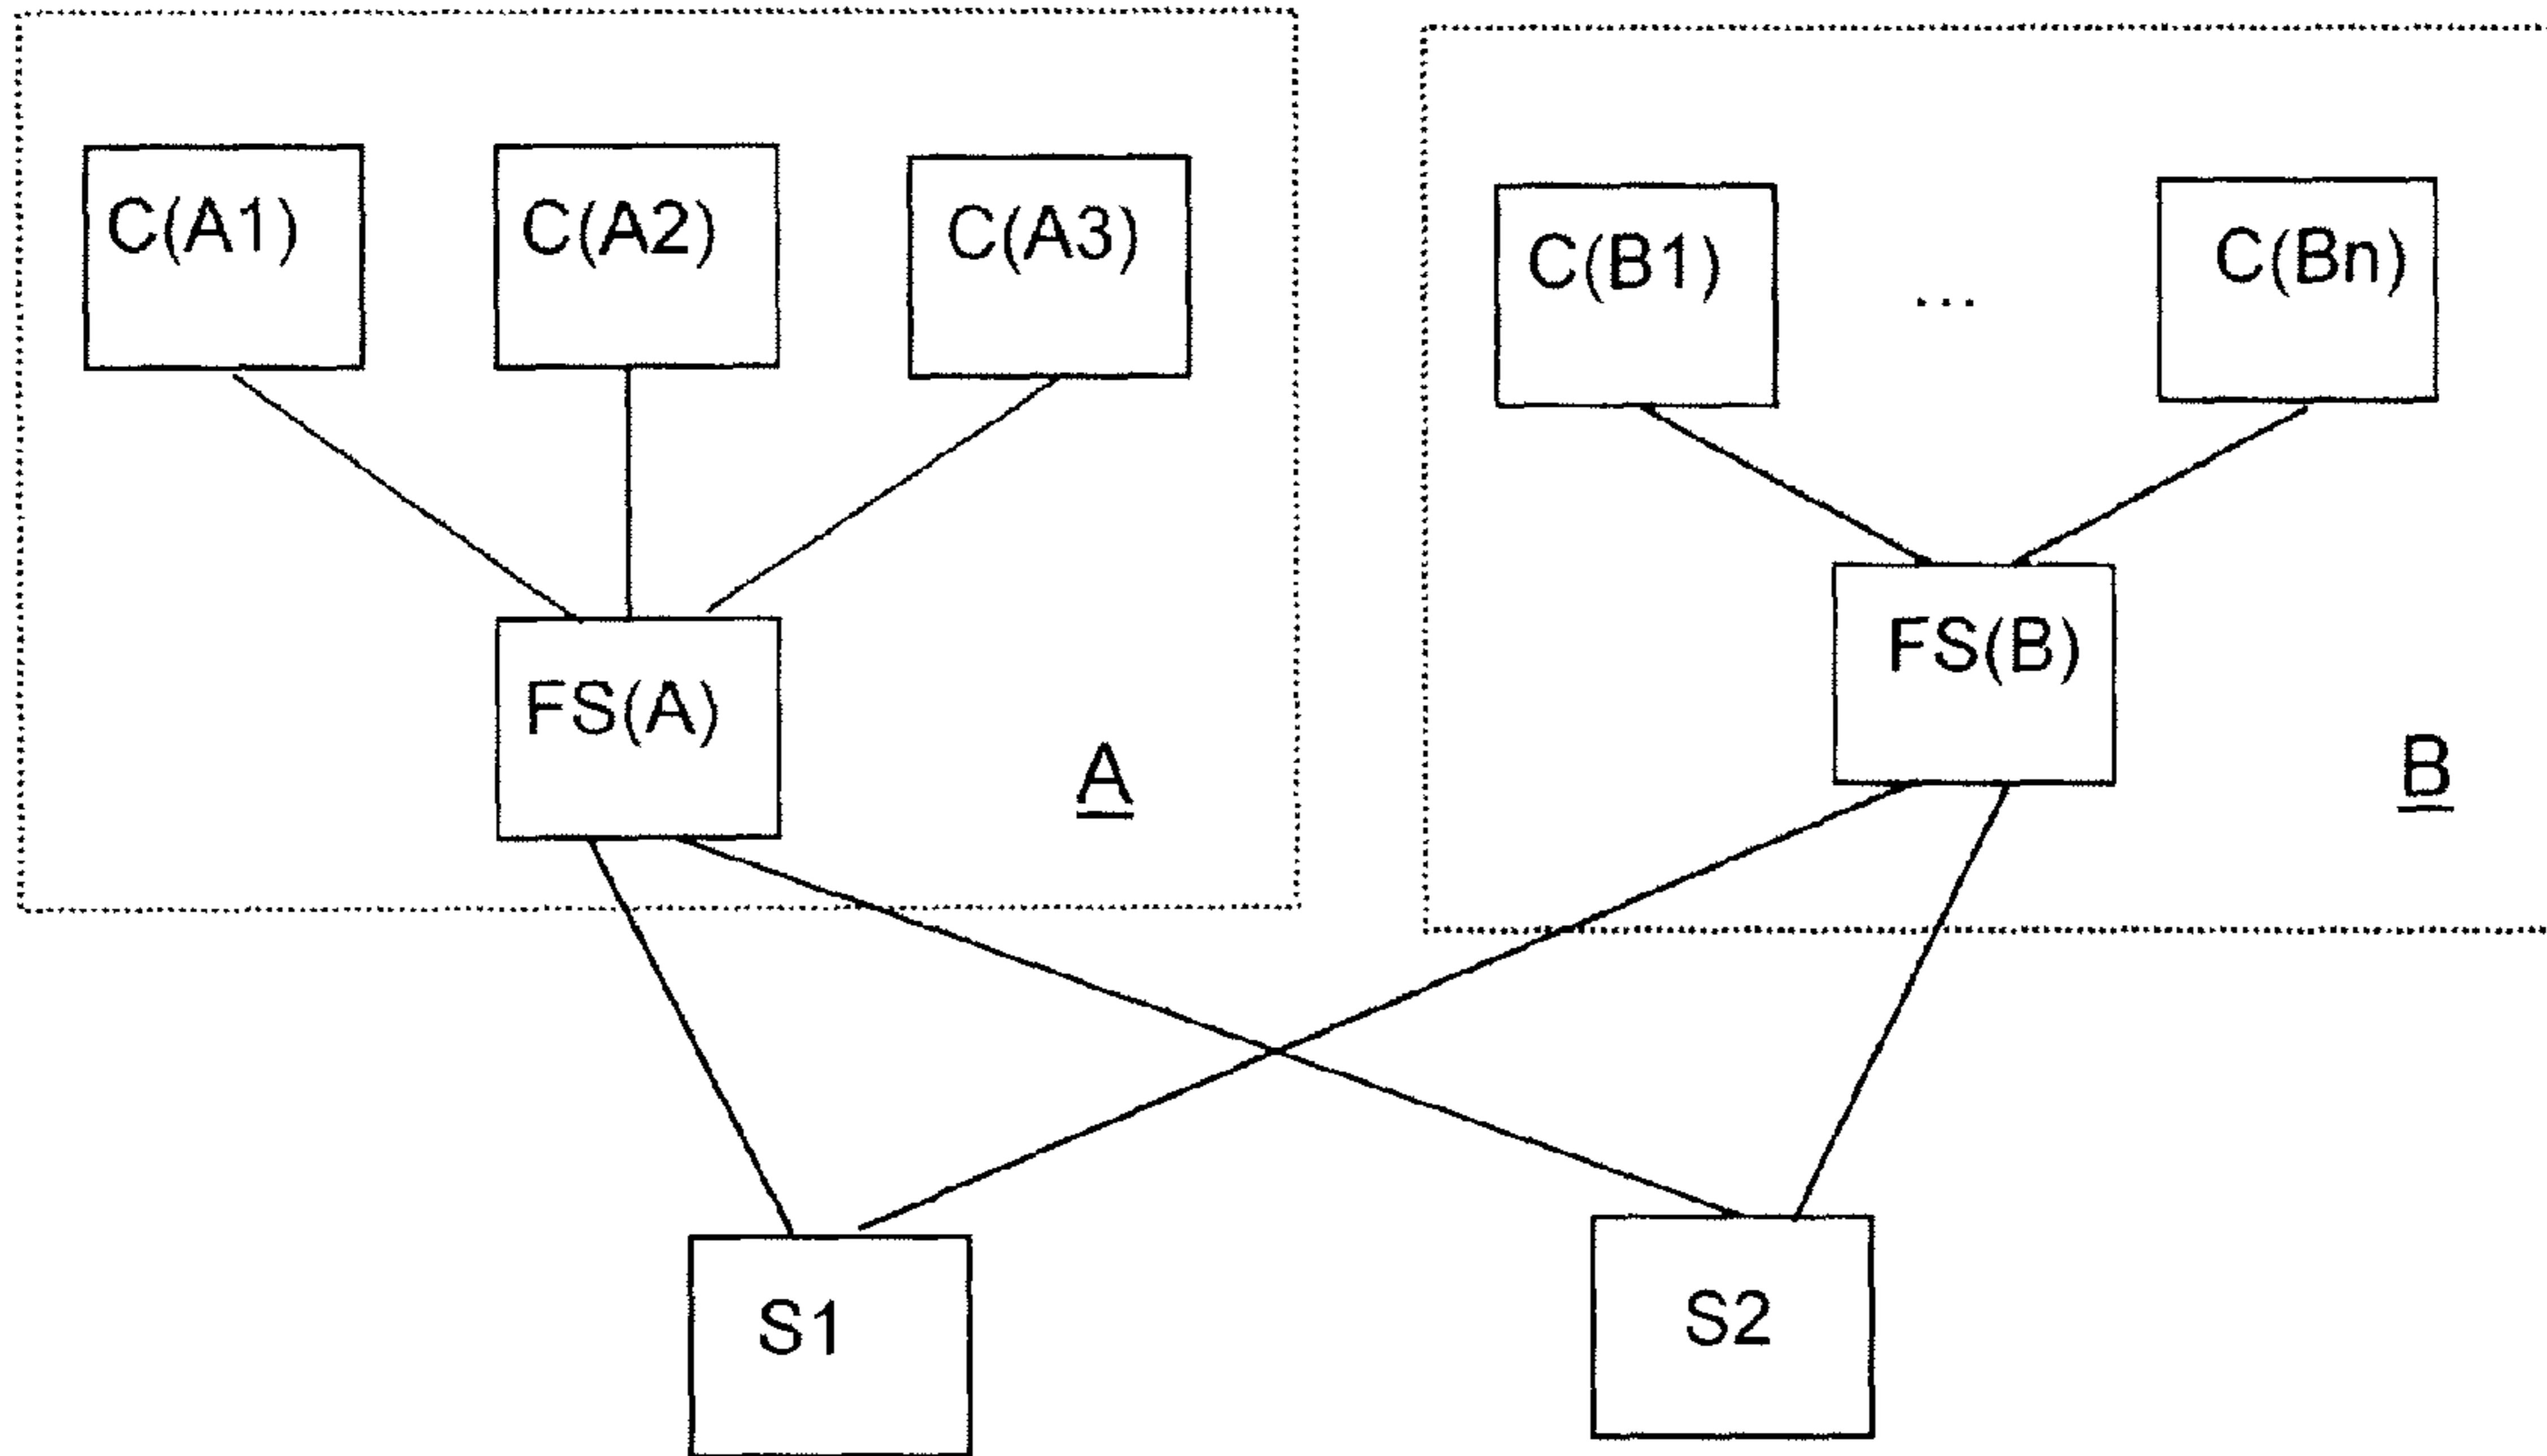 C(A1)
C(A2)
C(A3)
C(B1)
...
C(Bn)
FS(A)
FS(B)
A
B
S1
S2